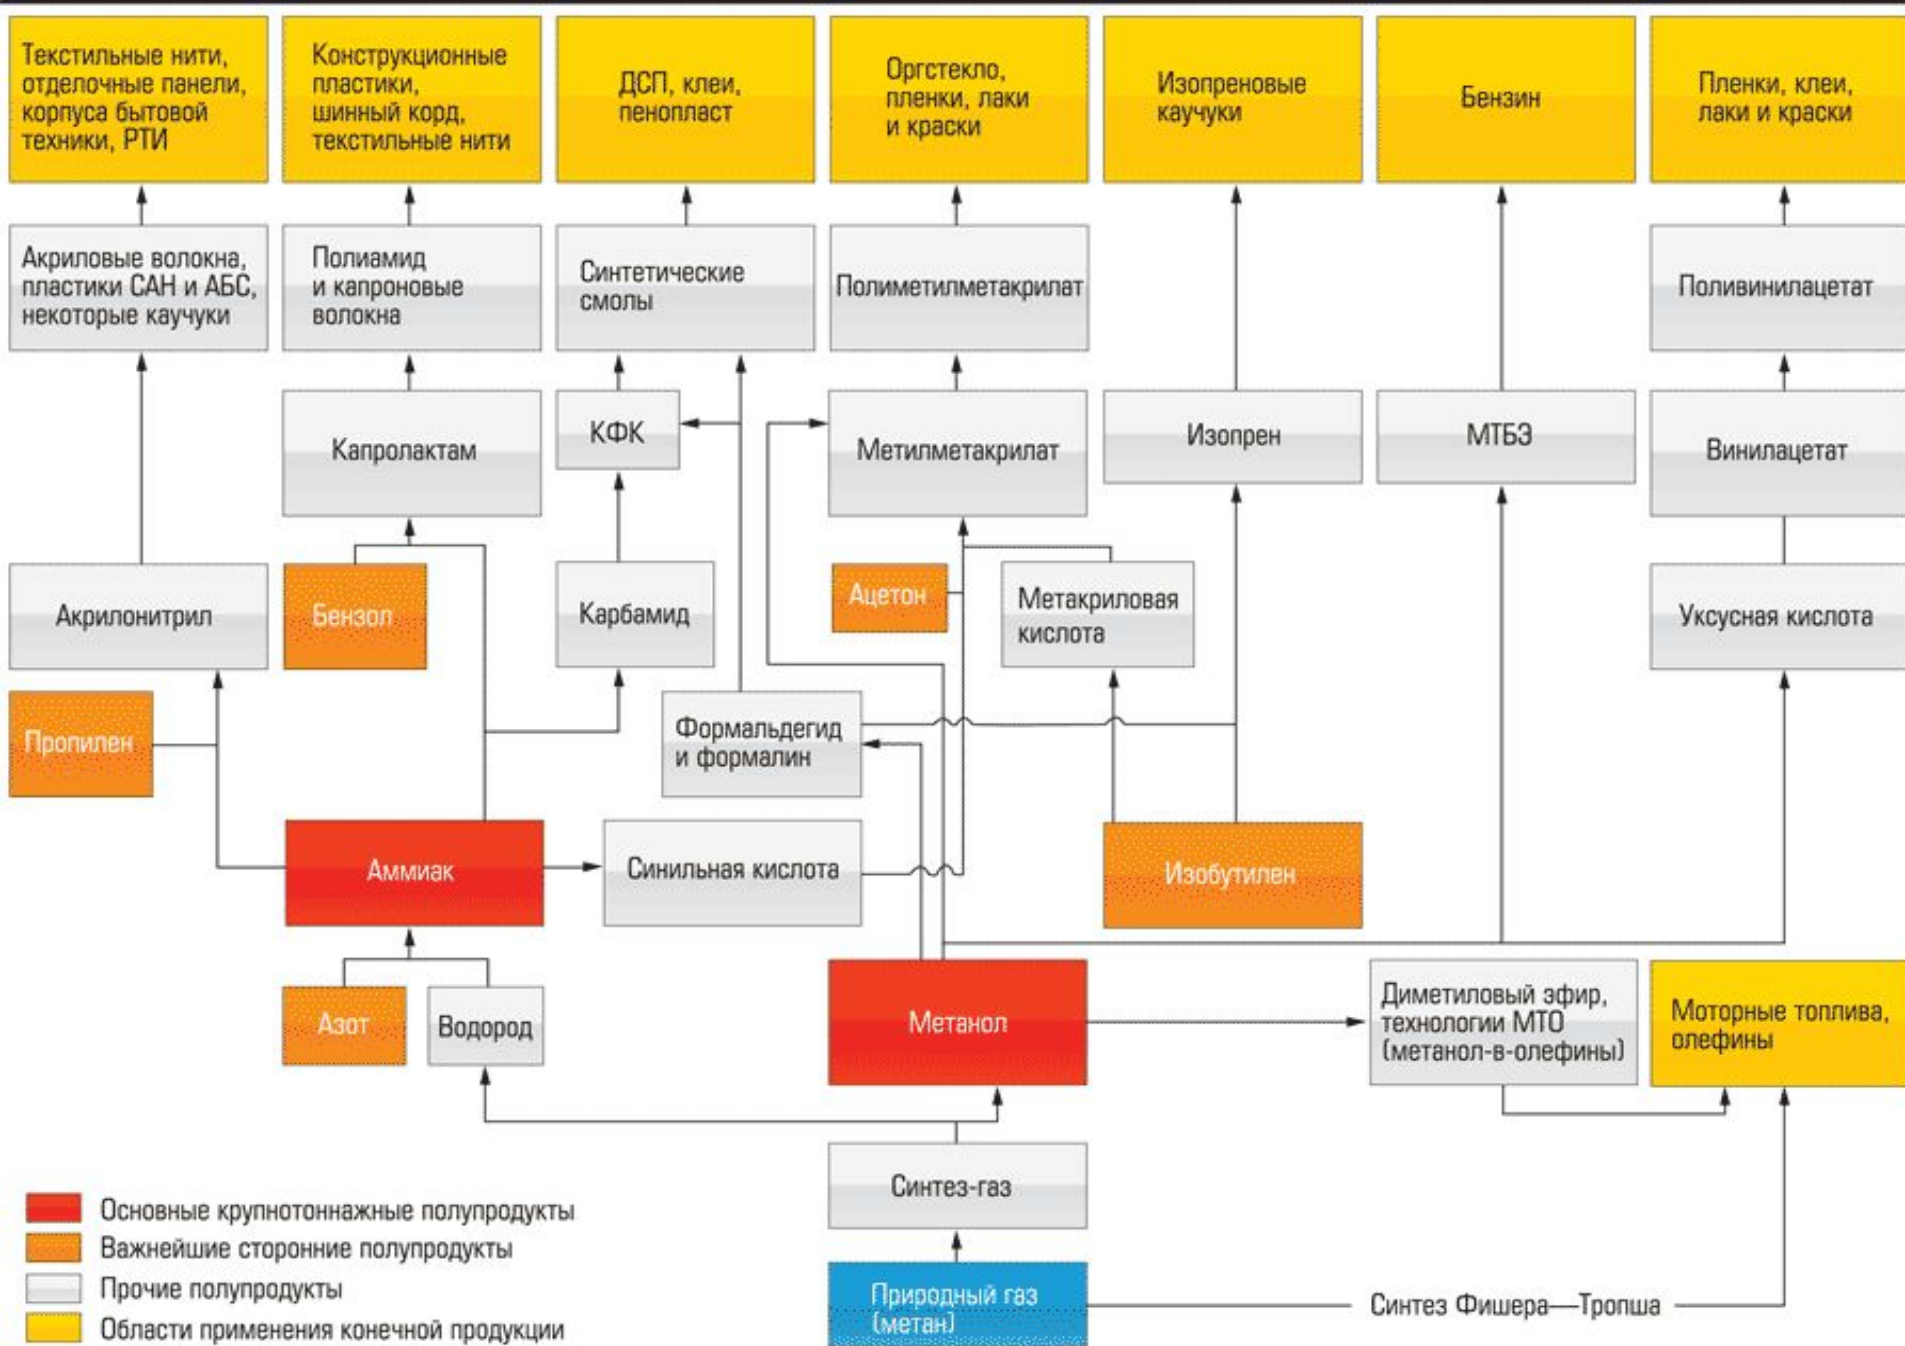 Текстильные нити,
отделочные панели,
корпуса бытовой
техники, РТИ
Конструкционные
пластики,
шинный корд,
текстильные нити
ДСП, клеи,
пенопласт
Оргстекло,
пленки, лаки
и краски
Изопреновые
каучуки
Бензин
Пленки, клеи,
лаки и краски
Акриловые волокна,
пластики САН и АБС,
некоторые каучуки
Полиамид
и капроновые
волокна
Синтетические
смолы
Полиметилметакрилат
Поливинилацетат
Капролактам
КФК
Метилметакрилат
Изопрен
МТБЭ
Винилацетат
Акрилонитрил
Бензол
Карбамид
Ацетон
Метакриловая
кислота
Уксусная кислота
Пропилен
Формальдегид
и формалин
Аммиак
Синильная кислота
Изобутилен
Азот
Водород
Метанол
Диметиловый эфир,
технологии МТО
(метанол-в-олефины)
Моторные топлива,
олефины
Синтез-газ
Природный газ
(метан)
Синтез Фишера—Тропша
Основные крупнотоннажные полупродукты
Важнейшие сторонние полупродукты
Прочие полупродукты
Области применения конечной продукции